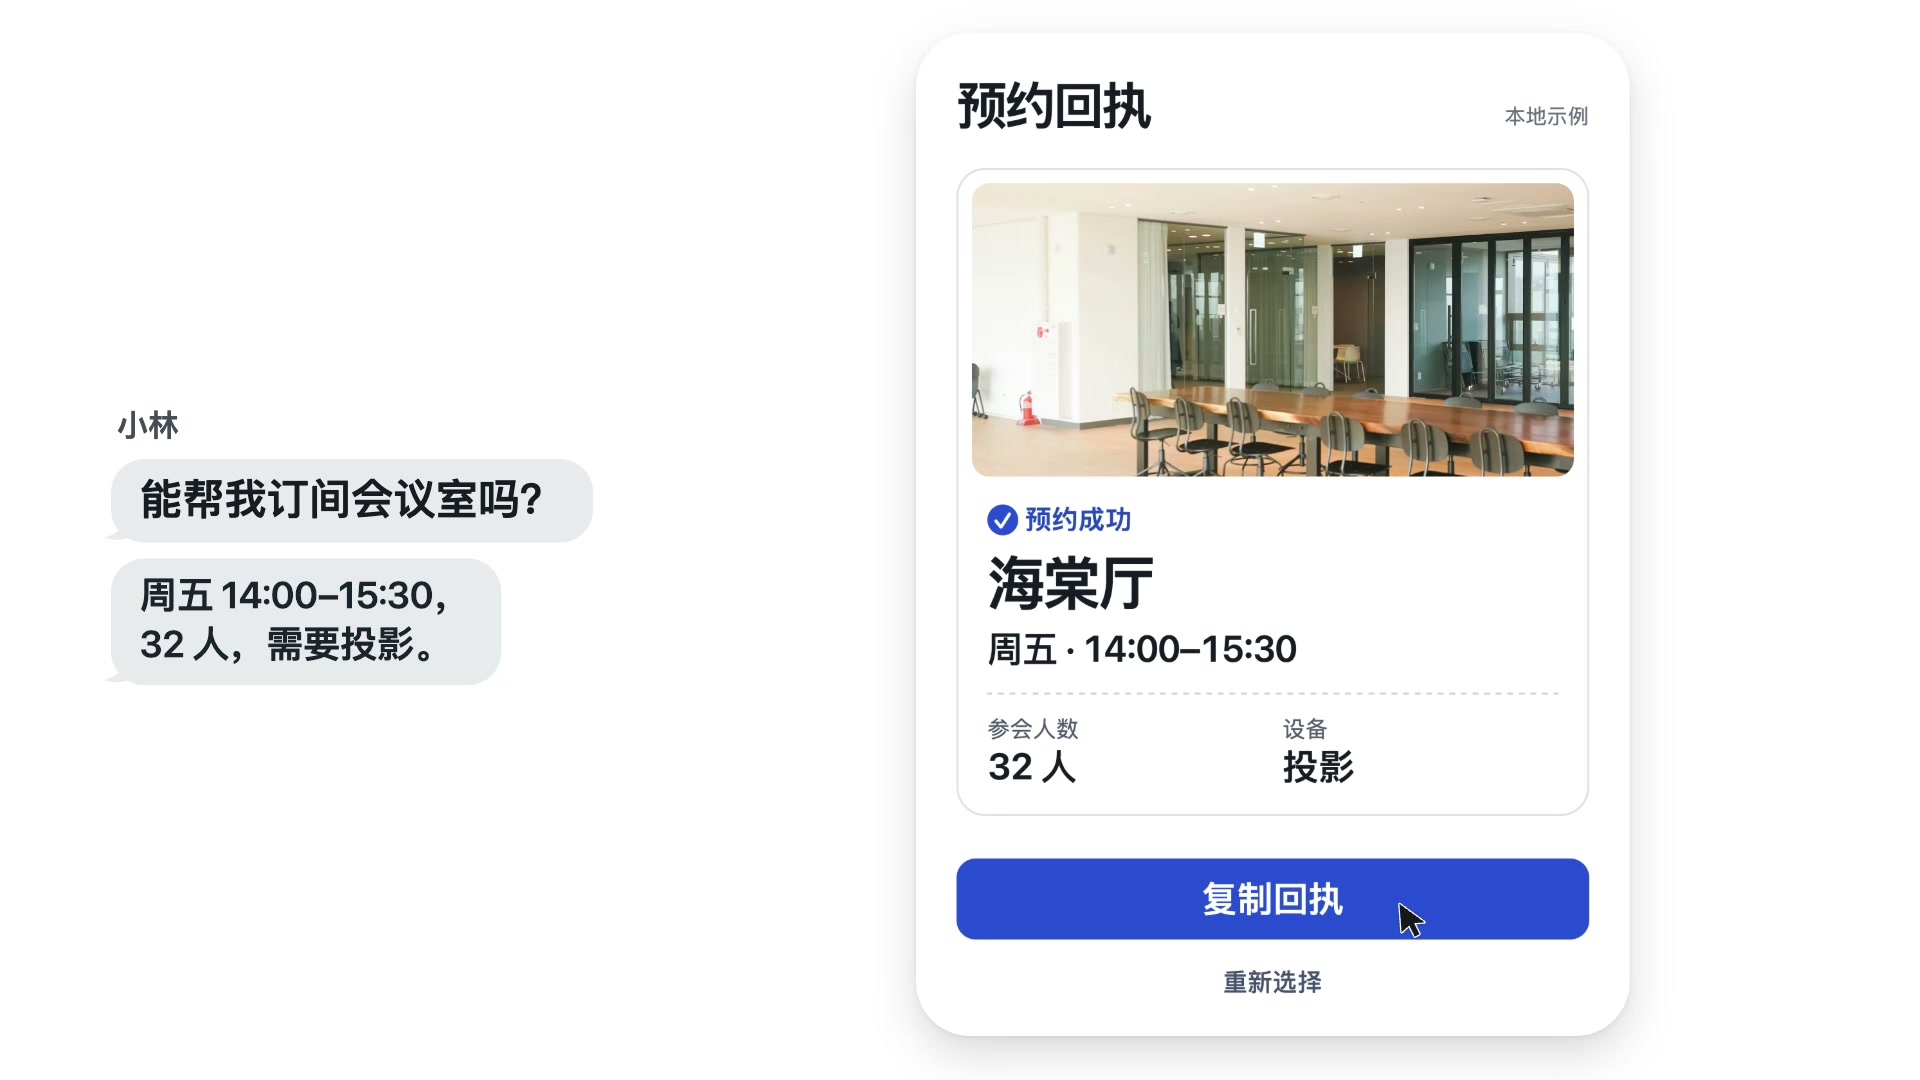 小林
能帮我订间会议室吗?
周五 14:00–15:30,
32 人，需要投影。
预约回执
本地示例
预约成功
海棠厅
周五 · 14:00–15:30
参会人数
设备
32 人
投影
复制回执
重新选择